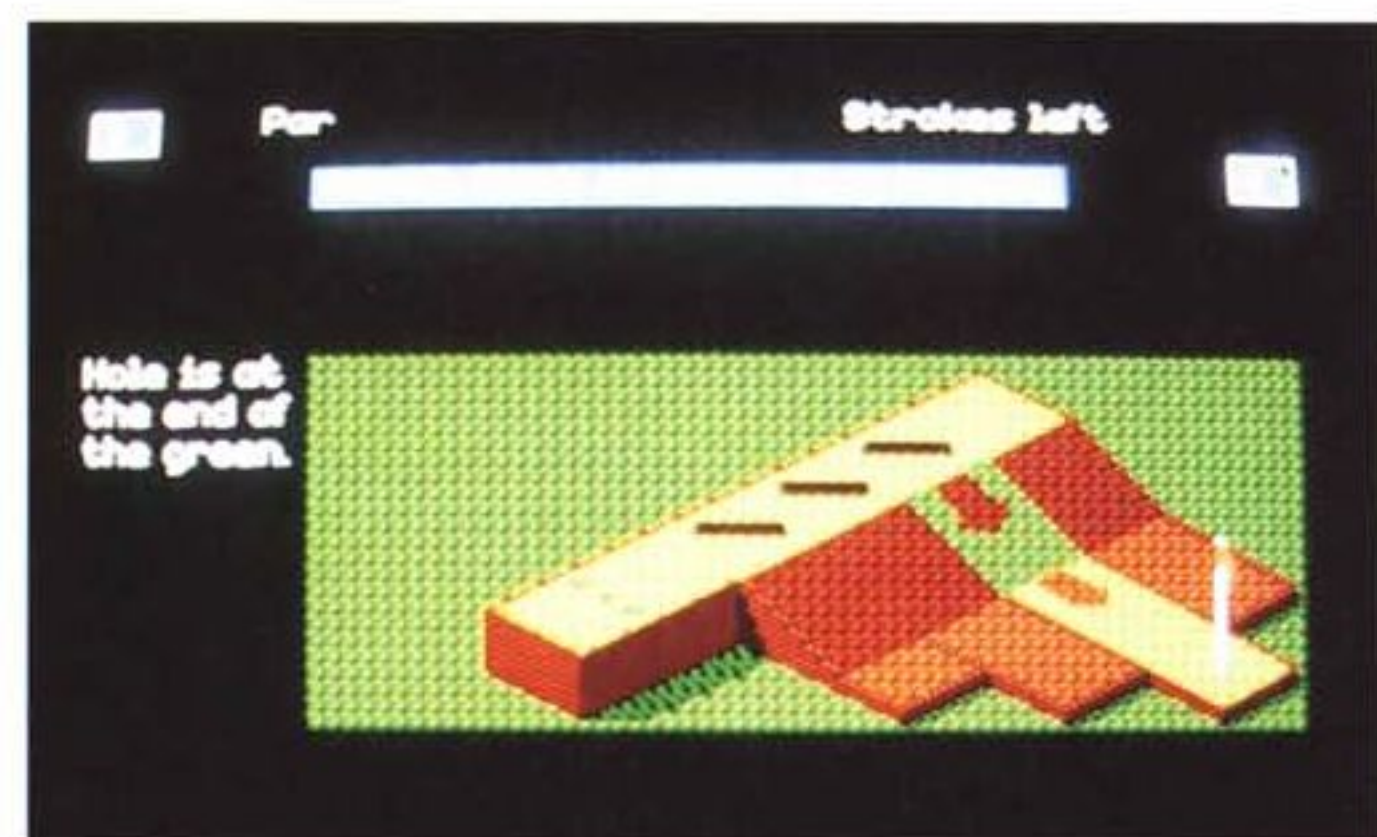 Par
Strokes left
Hole is at
the end of
the green.